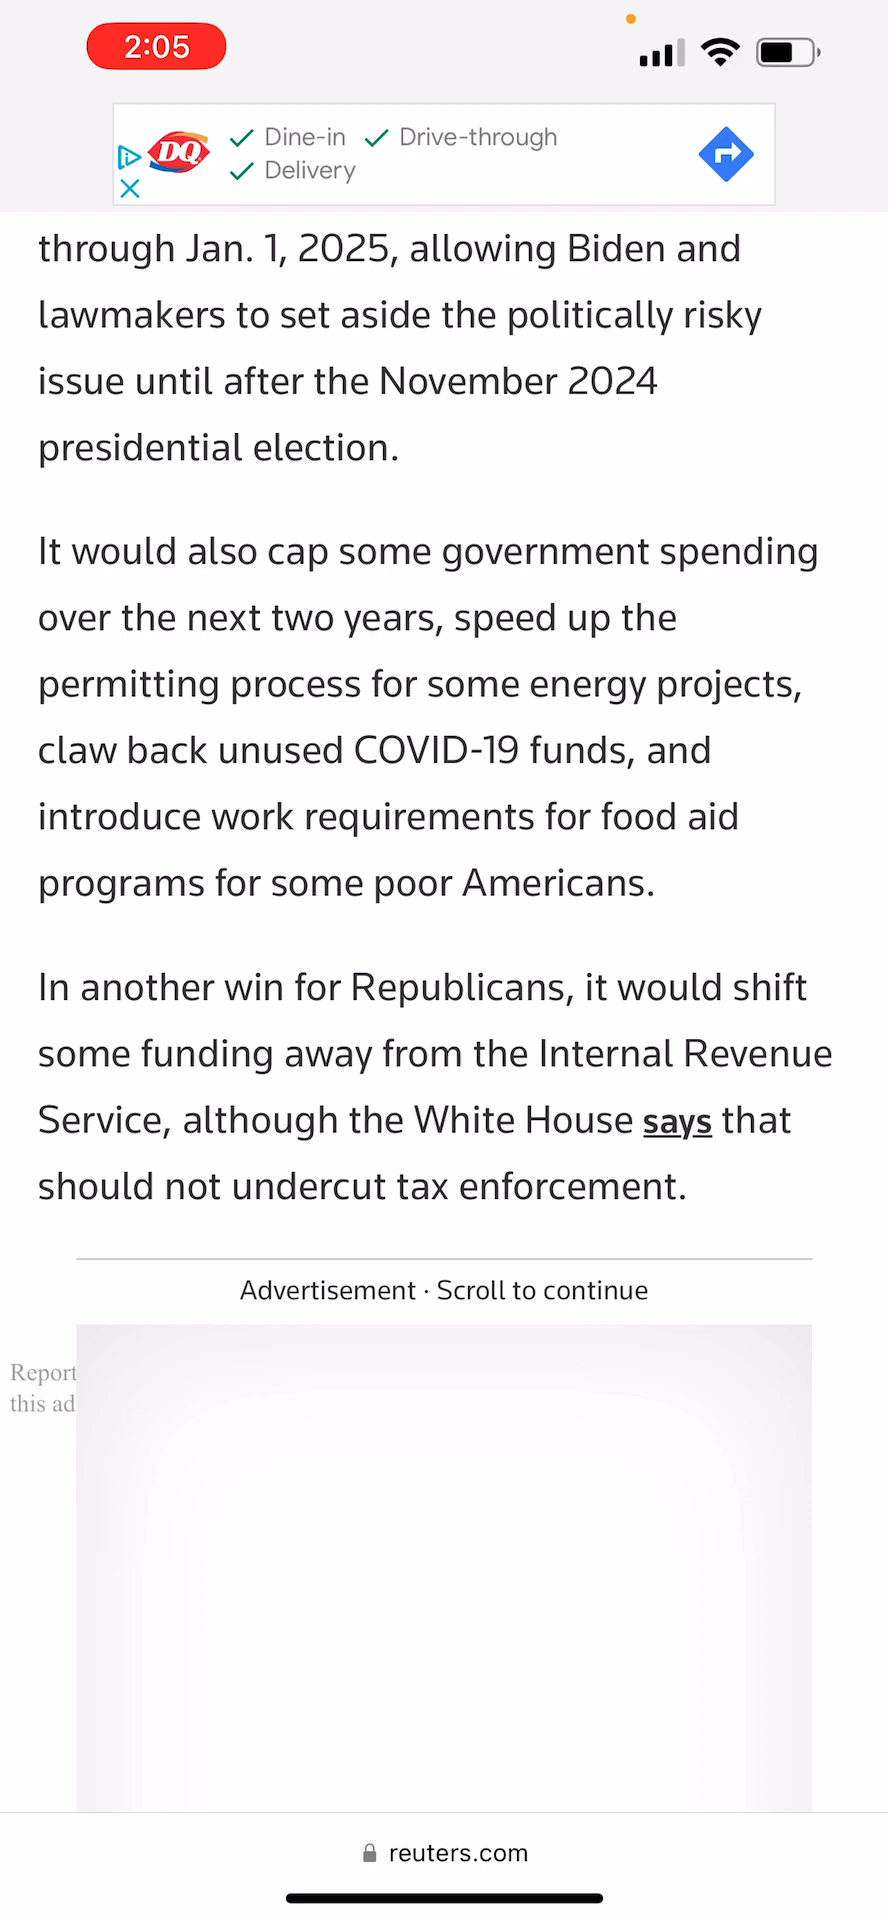 2:05
DQ
Dine-in Drive-through
Delivery
through Jan. 1, 2025, allowing Biden and
lawmakers to set aside the politically risky
issue until after the November 2024
presidential election.
It would also cap some government spending
over the next two years, speed up the
permitting process for some energy projects,
claw back unused COVID-19 funds, and
introduce work requirements for food aid
programs for some poor Americans.
In another win for Republicans, it would shift
some funding away from the Internal Revenue
Service, although the White House says that
should not undercut tax enforcement.
Advertisement · Scroll to continue
Report
this ad
reuters.com